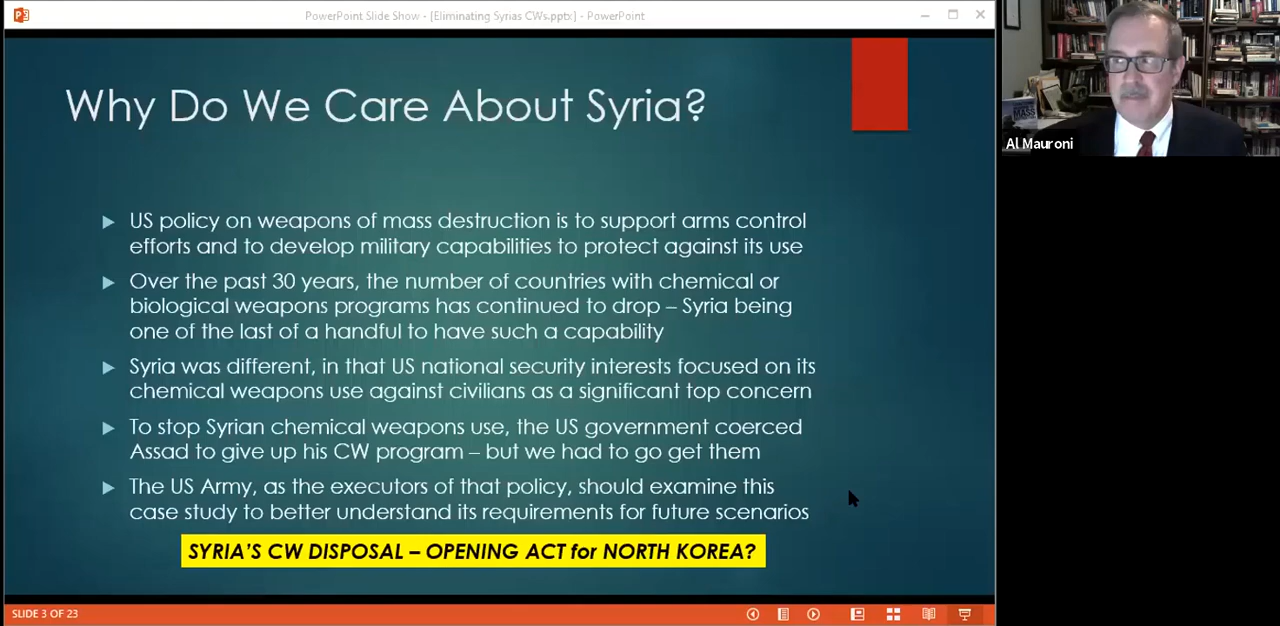 PowerPoint Slide Show - [Eliminating Syrias CWs.pptx] - PowerPoint
Why Do We Care About Syria?
US policy on weapons of mass destruction is to support arms control
efforts and to develop military capabilities to protect against its use
Over the past 30 years, the number of countries with chemical or
biological weapons programs has continued to drop – Syria being
one of the last of a handful to have such a capability
Syria was different, in that US national security interests focused on its
chemical weapons use against civilians as a significant top concern
To stop Syrian chemical weapons use, the US government coerced
Assad to give up his CW program – but we had to go get them
The US Army, as the executors of that policy, should examine this
case study to better understand its requirements for future scenarios
SYRIA'S CW DISPOSAL – OPENING ACT for NORTH KOREA?
SLIDE 3 OF 23
Al Mauroni
MASS